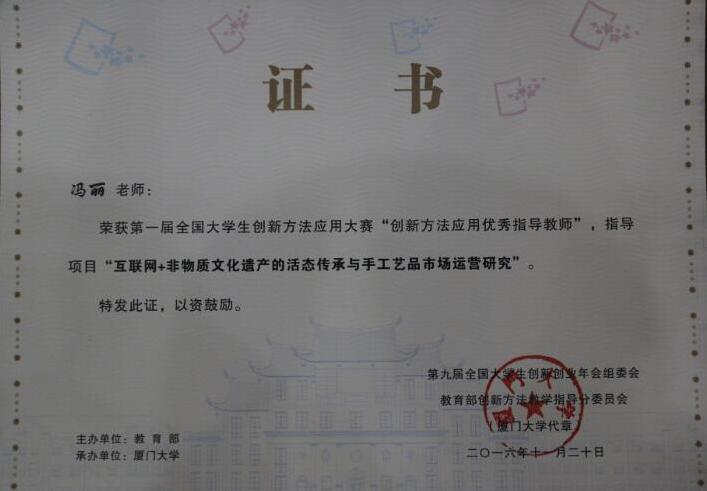 证 书
冯丽 老师：
荣获第一届全国大学生创新方法应用大赛“创新方法应用优秀指导教师”，指导
项目“互联网+非物质文化遗产的活态传承与手工艺品市场运营研究”。
特发此证，以资鼓励。
第九届全国大学生创新创业年会组委会
教育部创新方法教学指导分委员会
（厦门大学代章）
二〇一六年十一月二十日
厦门大学
主办单位：教 育 部
承办单位：厦门大学